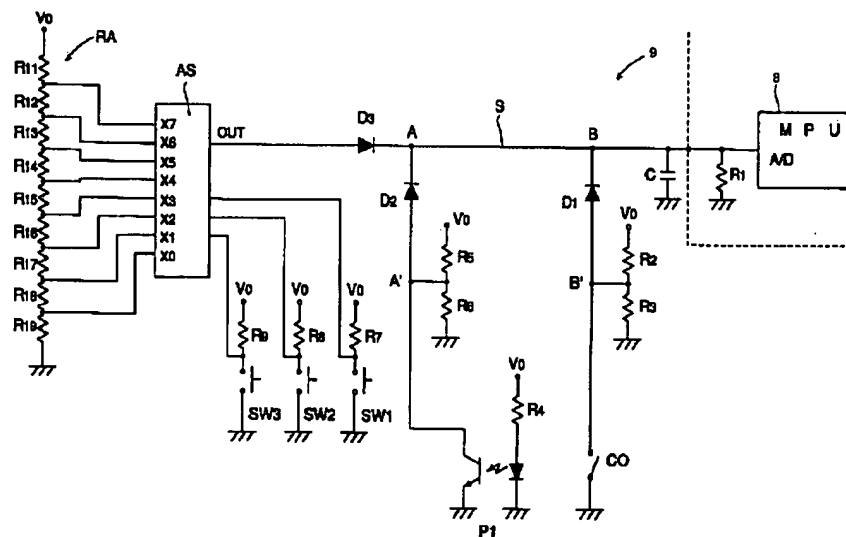 V0
RA
R11
R12
R13
R14
R15
R16
R17
R18
R19
AS
X7
X6
X5
X4
X3
X2
X1
X0
OUT
D3
A
S
B
9
8
M P U
A/D
C
R1
D2
D1
V0
R5
R6
A'
V0
R2
R3
B'
V0
R9
V0
R8
V0
R7
SW3
SW2
SW1
V0
R4
P1
CO